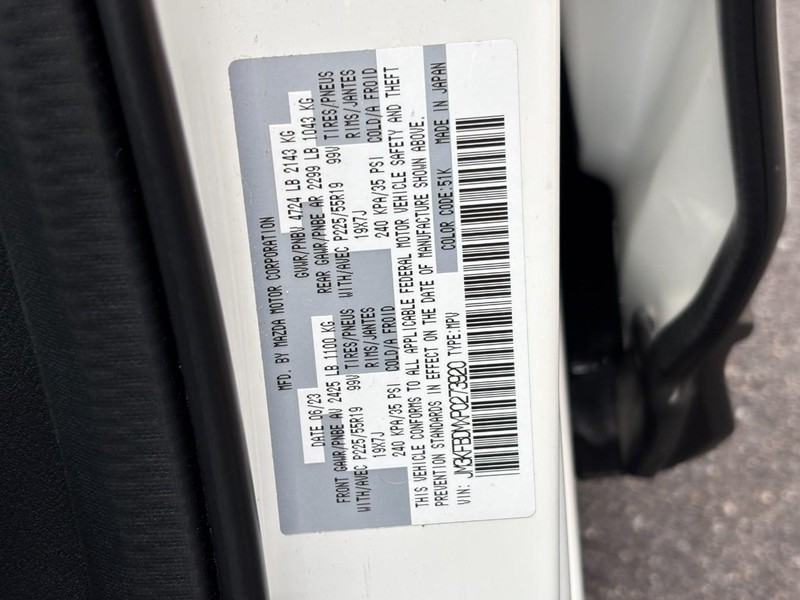 MFD. BY MAZDA MOTOR CORPORATION
DATE 06/23 GVWR/PNBV 4724 LB 2143 KG
FRONT GAWR/PNBE AV 2425 LB 1100 KG REAR GAWR/PNBE AR 2299 LB 1043 KG
WITH/AVEC P225/55R19 99V TIRES/PNEUS WITH/AVEC P225/55R19 99V TIRES/PNEUS
19X7J RIMS/JANTES 19X7J RIMS/JANTES
240 KPA/35 PSI COLD/A FROID 240 KPA/35 PSI COLD/A FROID
THIS VEHICLE CONFORMS TO ALL APPLICABLE FEDERAL MOTOR VEHICLE SAFETY AND THEFT
PREVENTION STANDARDS IN EFFECT ON THE DATE OF MANUFACTURE SHOWN ABOVE.
COLOR CODE:51K MADE IN JAPAN
VIN: TYPE:MPV